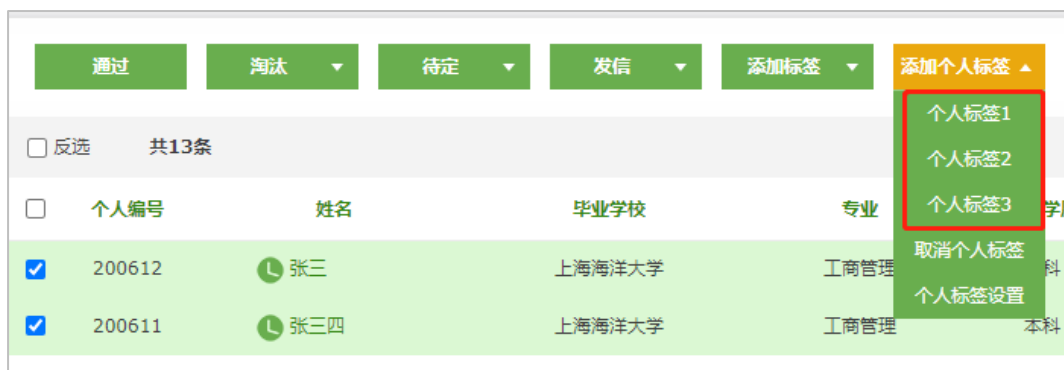 通过 淘汰 待定 发信 添加标签 添加个人标签
个人标签1
反选 共13条
个人标签2
个人编号 姓名 毕业学校 专业 个人标签3 学
取消个人标签
200612 张三 上海海洋大学 工商管理 科
个人标签设置
200611 张三四 上海海洋大学 工商管理 本科